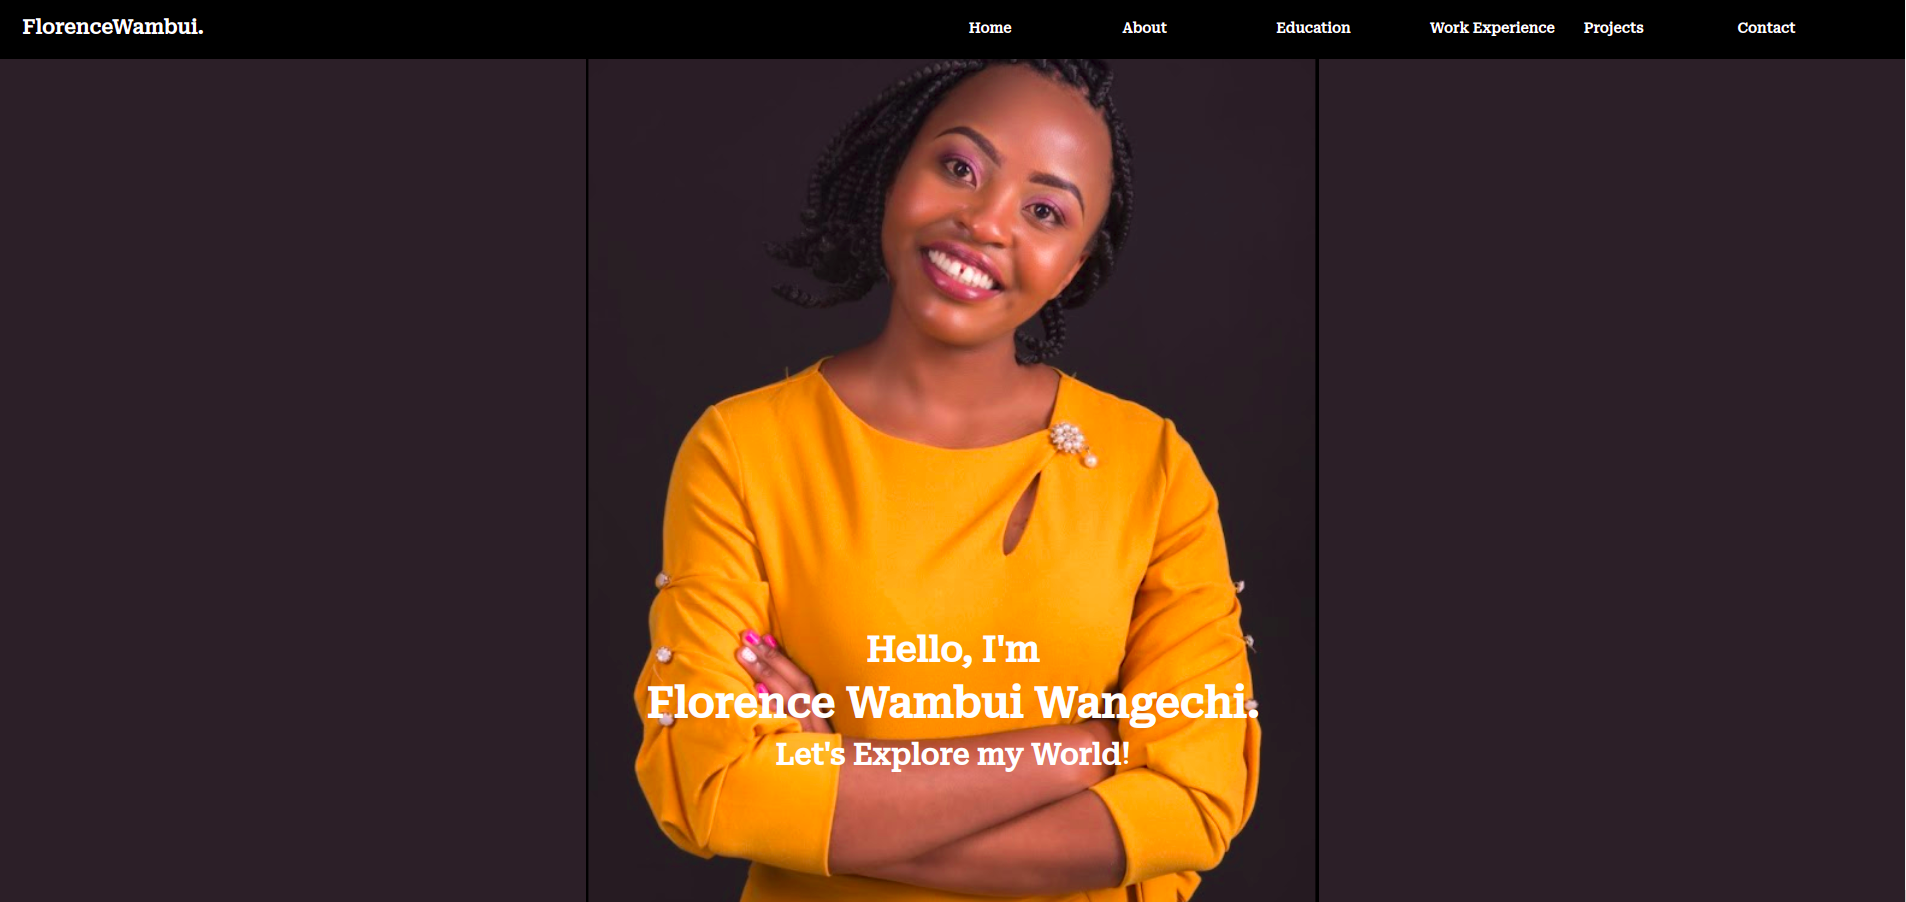 FlorenceWambui.
Home About Education Work Experience Projects Contact
Hello, I'm
Florence Wambui Wangechi.
Let's Explore my World!